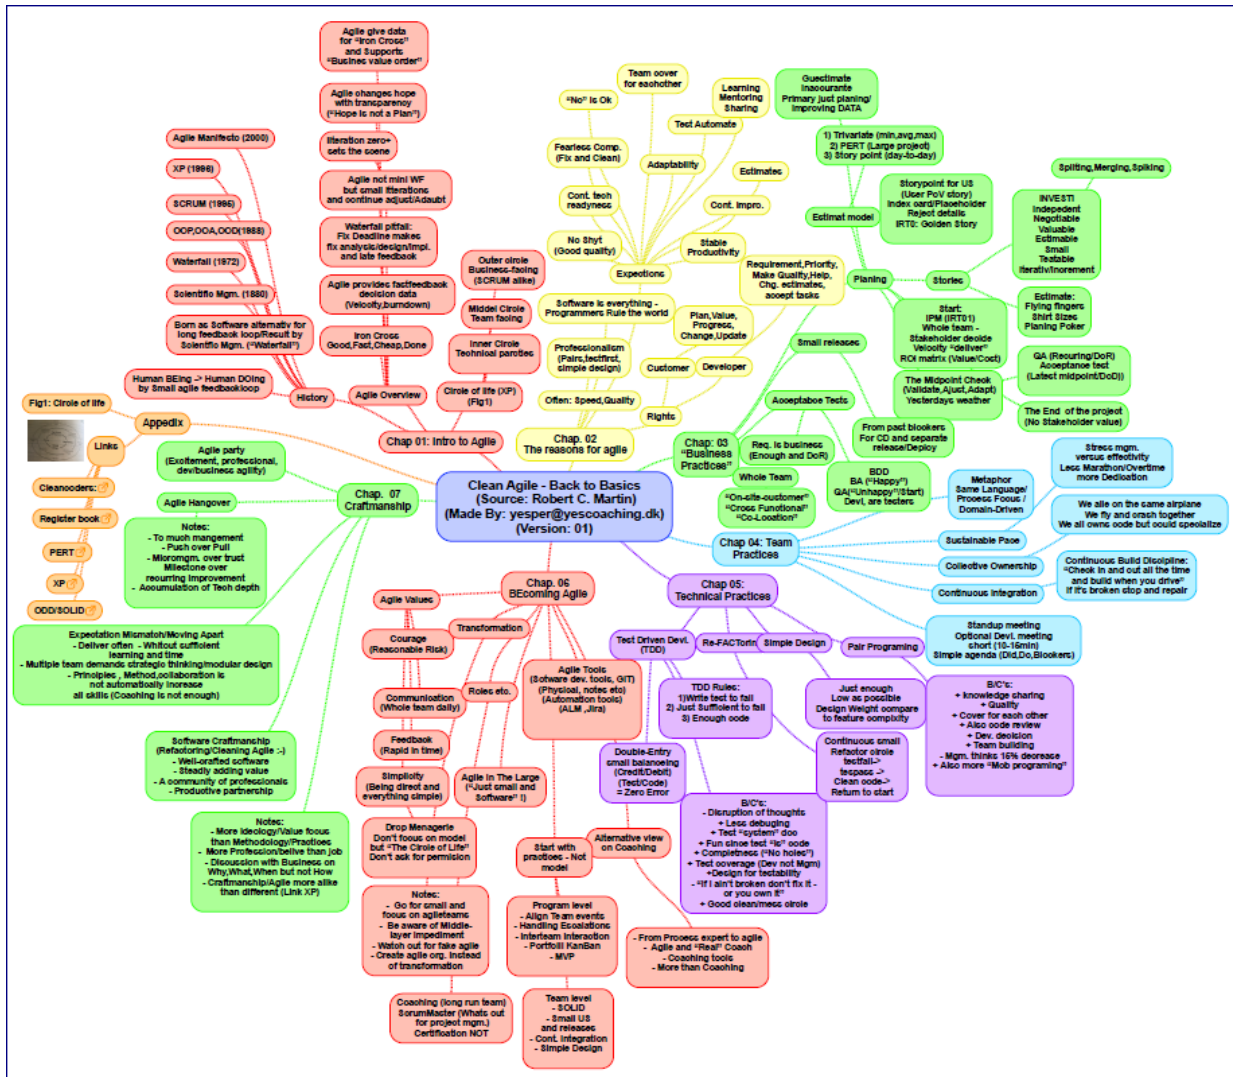 Clean Agile - Back to Basics
(Source: Robert C. Martin)
(Made By: yesper@yescoaching.dk)
(Version: 01)
Chap 01: Intro to Agile
History
Agile Manifesto (2000)
XP (1996)
SCRUM (1995)
OOP,OOA,OOD(1988)
Waterfall (1972)
Scientific Mgm. (1880)
Born as Software alternativ for
long feedback loop/Result by
Scientific Mgm. ("Waterfall")
Human BEing -> Human DOing
by Small agile feedbackloop
Agile Overview
Agile give data
for "Iron Cross"
and Supports
"Busines value order"
Agile changes hope
with transparency
("Hope is not a Plan")
Iteration zero+
sets the scene
Agile not mini WF
but small itterations
and continue adjust/Adaubt
Waterfall pitfall:
Fix Deadline makes
fix analysis/design/impl.
and late feedback
Agile provides fastfeedback
decision data
(Velocity,burndown)
Iron Cross
Good,Fast,Cheap,Done
Circle of life (XP)
(Fig1)
Outer circle
Business-facing
(SCRUM alike)
Middel Circle
Team facing
Inner Circle
Technical parcties
Chap. 02
The reasons for agile
Expections
"No" is Ok
Team cover
for eachother
Learning
Mentoring
Sharing
Test Automate
Fearless Comp.
(Fix and Clean)
Adaptability
Estimates
Cont. tech
readyness
Cont. Impro.
No Shyt
(Good quality)
Stable
Productivity
Software is everything -
Programmers Rule the world
Professionalism
(Pairs,testfirst,
simple design)
Often: Speed,Quality
Rights
Customer
Plan,Value,
Progress,
Change,Update
Developer
Requirement,Priority,
Make Quality,Help,
Chg. estimates,
accept tasks
Chap: 03
"Business
Practices"
Planing
Estimat model
Guestimate
Inaccurante
Primary just planing/
Improving DATA
1) Trivariate (min,avg,max)
2) PERT (Large project)
3) Story point (day-to-day)
Stories
Storypoint for US
(User PoV story)
Index card/Placeholder
Reject details
IRT0: Golden Story
Splitting,Merging,Spiking
INVESTI
Indepedent
Negotiable
Valuable
Estimable
Small
Teatable
Iterativ/Increment
Estimate:
Flying fingers
Shirt Sizes
Planing Poker
Start:
IPM (IRT01)
Whole team -
Stakeholder decide
Velocity "deliver"
ROI matrix (Value/Cost)
The Midpoint Check
(Validate,Ajust,Adapt)
Yesterdays weather
QA (Recuring/DoR)
Acceptance test
(Latest midpoint/DoD))
The End of the project
(No Stakeholder value)
Small releases
From past blockers
For CD and separate
release/Deploy
Acceptaboe Tests
Req. is business
(Enough and DoR)
BDD
BA ("Happy")
QA("Unhappy"/Start)
Devl. are testers
Whole Team
"On-site-customer"
"Cross Functional"
"Co-Location"
Chap 04: Team
Practices
Metaphor
Same Language/
Process Focus /
Domain-Driven
Sustainable Pace
Stress mgm.
versus effectivity
Less Marathon/Overtime
more Dedication
Collective Ownership
We alle on the same airplane
We fly and crash together
We all owns code but could specialize
Continuous Integration
Continuous Build Discipline:
"Check in and out all the time
and build when you drive"
If it's broken stop and repair
Standup meeting
Optional Devl. meeting
short (10-15min)
Simple agenda (Did,Do,Blockers)
Chap 05:
Technical Practices
Test Driven Devl.
(TDD)
Double-Entry
small balanceing
(Credit/Debit)
(Test/Code)
= Zero Error
TDD Rules:
1)Write test to fail
2) Just Sufficient to fail
3) Enough code
B/C's:
- Disruption of thoughts
+ Less debuging
+ Test "system" doc
+ Fun since test "is" code
+ Completness ("No holes")
+ Test coverage (Dev not Mgm)
+Design for testability
- "If I ain't broken don't fix it -
or you own it"
+ Good clean/mess circle
Re-FACTorin
Continuous small
Refactor circle
testfail->
tespass ->
Clean code->
Return to start
Simple Design
Just enough
Low as possible
Design Weight compare
to feature complxity
Pair Programing
B/C's:
+ knowledge sharing
+ Quality
+ Cover for each other
+ Also code review
+ Dev. decision
+ Team building
- Mgm. thinks 15% decrease
+ Also more "Mob programing"
Chap. 06
BEcoming Agile
Agile Values
Courage
(Reasonable Risk)
Communication
(Whole team daily)
Feedback
(Rapid in time)
Simplicity
(Being direct and
everything simple)
Transformation
Drop Menagerie
Don't focus on model
but "The Circle of Life"
Don't ask for permision
Notes:
- Go for small and
focus on agileteams
- Be aware of Middle-
layer impediment
- Watch out for fake agile
- Create agile org. instead
of transformation
Roles etc.
Coaching (long run team)
ScrumMaster (Whats out
for project mgm.)
Certification NOT
Agile In The Large
("Just small and
Software" !)
Agile Tools
(Sotware dev. tools, GIT)
(Physical, notes etc)
(Automation tools)
(ALM ,Jira)
Start with
practices - Not
model
Program level
- Align Team events
- Handling Escalations
- Interteam Interaction
- Portfolil KanBan
- MVP
Team level
- SOLID
- Small US
and releases
- Cont. Integration
- Simple Design
Alternative view
on Coaching
- From Process expert to agile
- Agile and "Real" Coach
- Coaching tools
- More than Coaching
Chap. 07
Craftmanship
Agile party
(Excitement, professional,
dev/business agility)
Agile Hangover
Notes:
- To much mangement
- Push over Pull
- Micromgm. over trust
Milestone over
recurring improvement
- Accumulation of Tech depth
Expectation Mismatch/Moving Apart
- Deliver often - Whitout sufficient
learning and time
- Multiple team demands strategic thinking/modular design
- Principles , Method,collaboration is
not automatically increase
all skills (Coaching is not enough)
Software Craftmanship
(Refactoring/Cleaning Agile :-)
- Well-crafted software
- Steadly adding value
- A community of professionals
- Productive partnership
Notes:
- More Ideology/Value focus
than Methodology/Practices
- More Profession/belive than job
- Discussion with Business on
Why,What,When but not How
- Craftmanship/Agile more alike
than different (Link XP)
Appedix
Fig1: Circle of life
Links
Cleancoders:
Register book
PERT
XP
ODD/SOLID